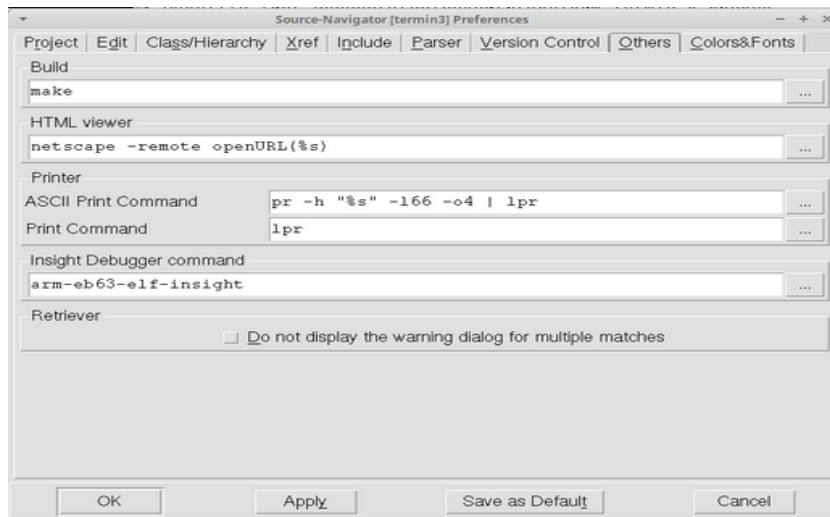 Source-Navigator [termin3] Preferences
Project Edit Class/Hierarchy Xref Include Parser Version Control Others Colors&Fonts
Build
make
...
HTML viewer
netscape -remote openURL(%s)
...
Printer
ASCII Print Command pr -h "%s" -l66 -o4 | lpr ...
Print Command lpr ...
Insight Debugger command
arm-eb63-elf-insight
...
Retriever
Do not display the warning dialog for multiple matches
OK Apply Save as Default Cancel